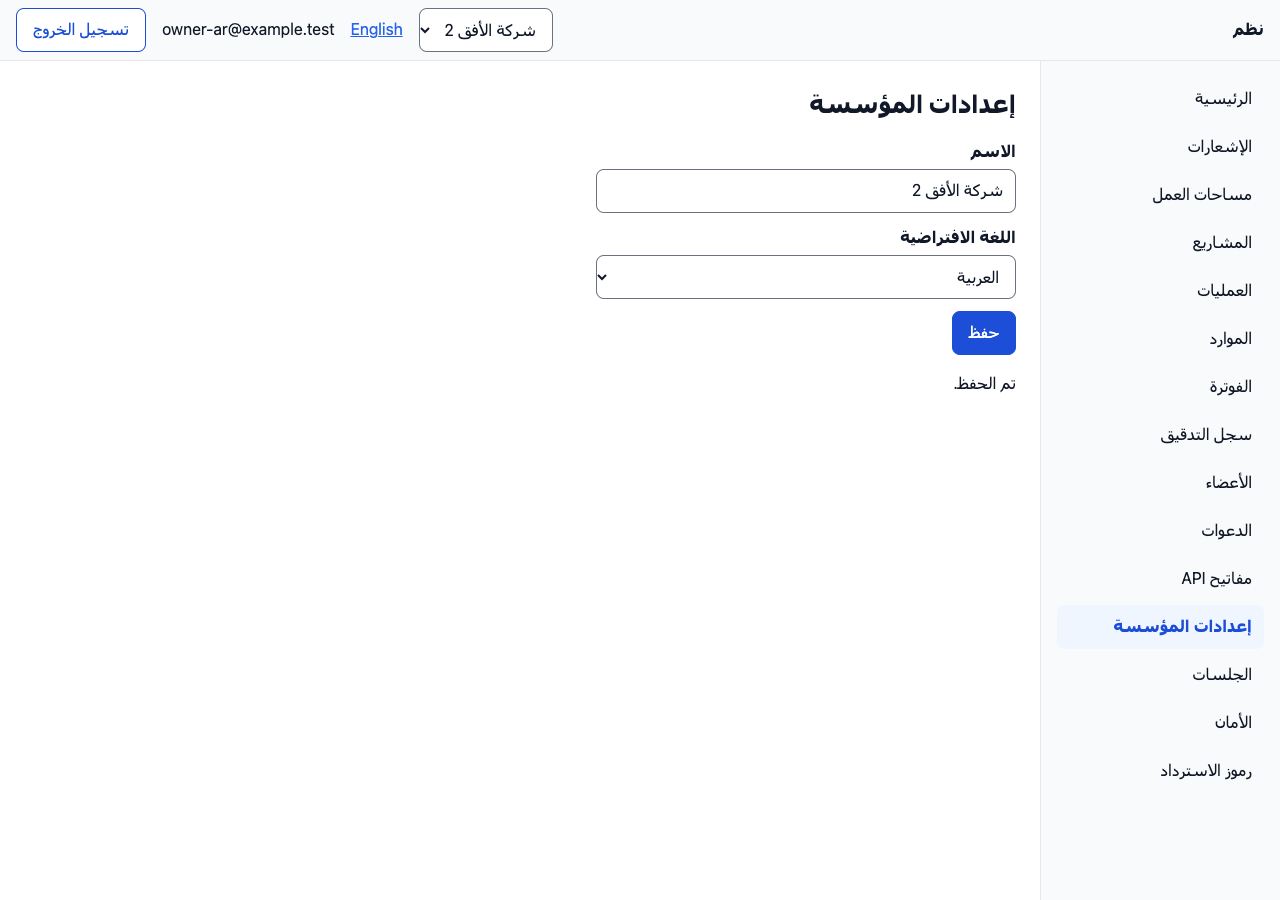 نظم
شركة الأفق 2
English
owner-ar@example.test
تسجيل الخروج
الرئيسية
الإشعارات
مساحات العمل
المشاريع
العمليات
الموارد
الفوترة
سجل التدقيق
الأعضاء
الدعوات
مفاتيح API
إعدادات المؤسسة
الجلسات
الأمان
رموز الاسترداد
إعدادات المؤسسة
الاسم
شركة الأفق 2
اللغة الافتراضية
العربية
حفظ
تم الحفظ.